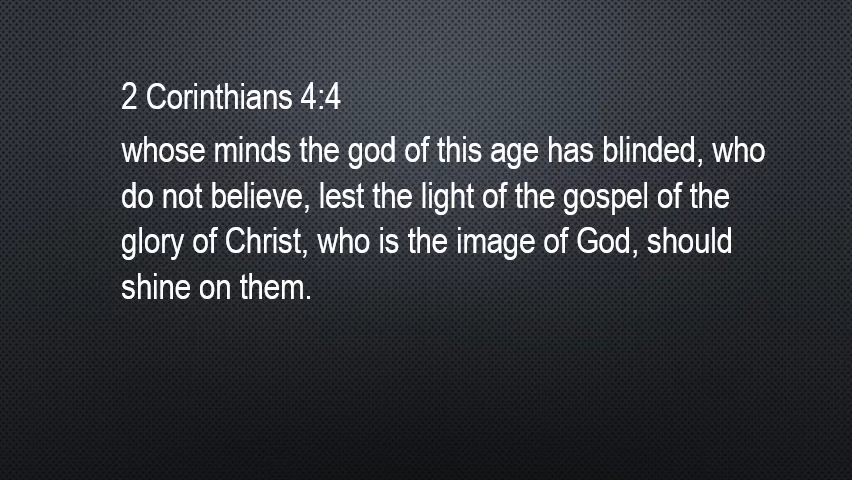 2 Corinthians 4:4
whose minds the god of this age has blinded, who
do not believe, lest the light of the gospel of the
glory of Christ, who is the image of God, should
shine on them.